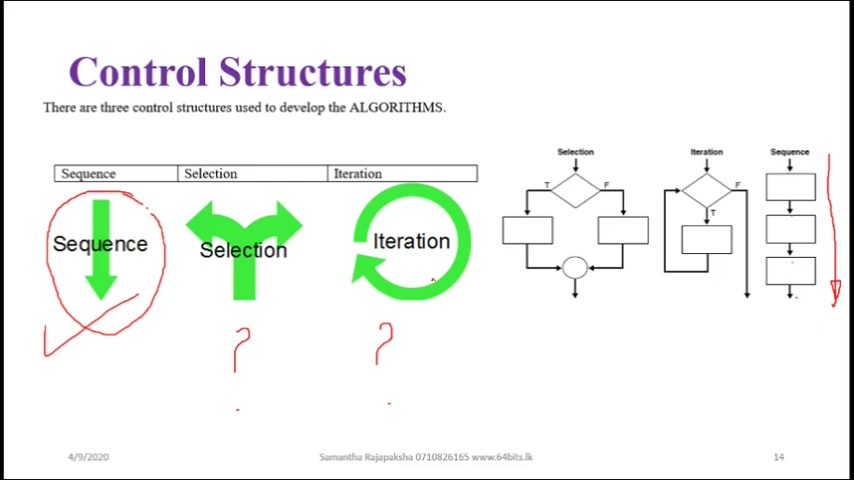 Control Structures
There are three control structures used to develop the ALGORITHMS.
Sequence Selection Iteration
Sequence
Selection
Iteration
? ?
Selection Iteration Sequence
T F
F
T
4/9/2020 Samantha Rajapaksha 0710826165 www.64bits.lk 14